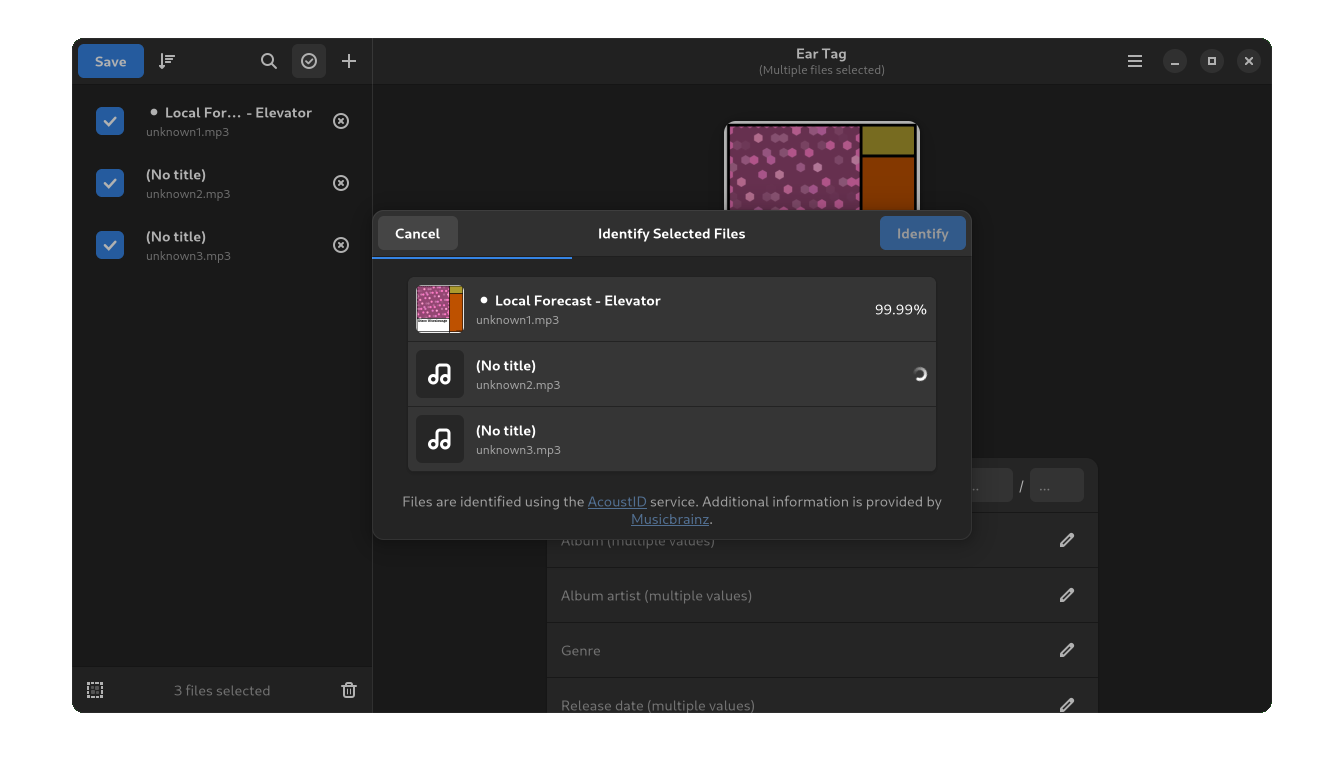 Save
Ear Tag
(Multiple files selected)
● Local For... - Elevator
unknown1.mp3
(No title)
unknown2.mp3
(No title)
unknown3.mp3
Cancel
Identify Selected Files
Identify
● Local Forecast - Elevator
unknown1.mp3
99.99%
(No title)
unknown2.mp3
(No title)
unknown3.mp3
Files are identified using the AcoustID service. Additional information is provided by
Musicbrainz.
... / ...
Album (multiple values)
Album artist (multiple values)
Genre
Release date (multiple values)
3 files selected